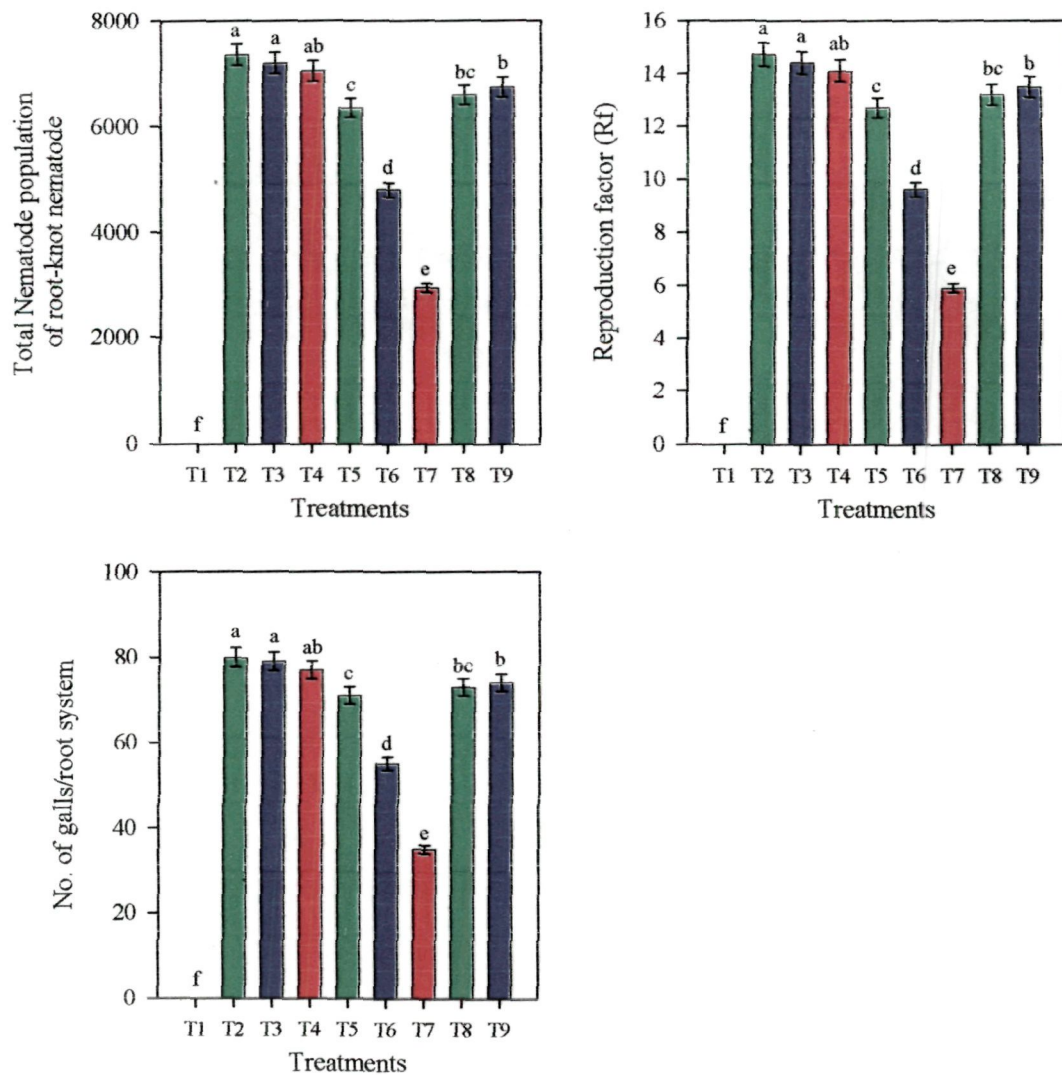 8000
6000
4000
2000
0
Total Nematode population
of root-knot nematode
f
a
a
ab
c
d
e
bc
b
T1 T2 T3 T4 T5 T6 T7 T8 T9
Treatments
16
14
12
10
8
6
4
2
0
Reproduction factor (Rf)
f
a
a
ab
c
d
e
bc
b
T1 T2 T3 T4 T5 T6 T7 T8 T9
Treatments
100
80
60
40
20
0
No. of galls/root system
f
a
a
ab
c
d
e
bc
b
T1 T2 T3 T4 T5 T6 T7 T8 T9
Treatments